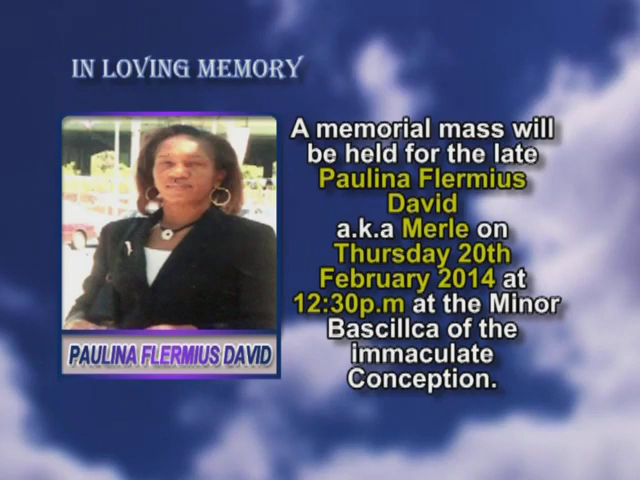 IN LOVING MEMORY
A memorial mass will
be held for the late
Paulina Flermius
David
a.k.a Merle on
Thursday 20th
February 2014 at
12:30p.m at the Minor
Bascillca of the
immaculate
Conception.
PAULINA FLERMIUS DAVID